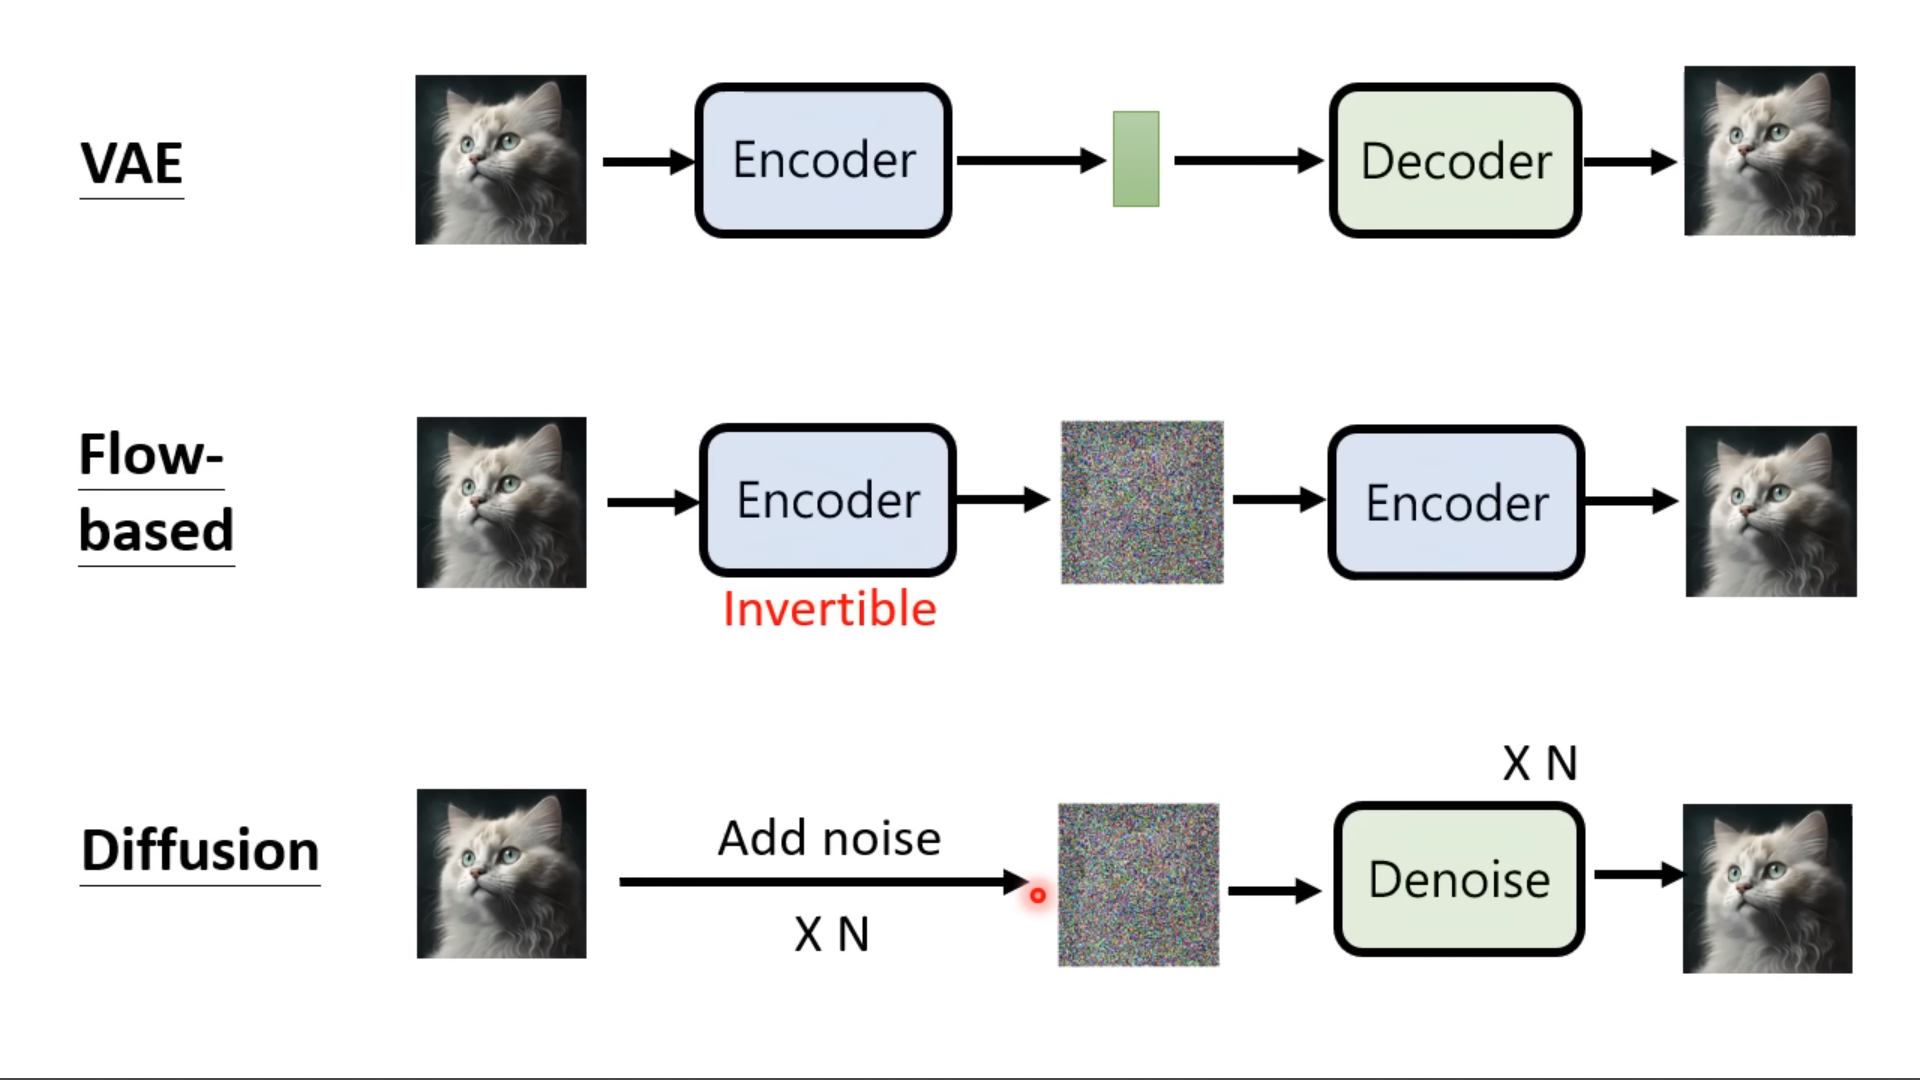 VAE
Encoder
Decoder
Flow-
based
Encoder
Encoder
Invertible
Diffusion
Add noise
X N
X N
Denoise